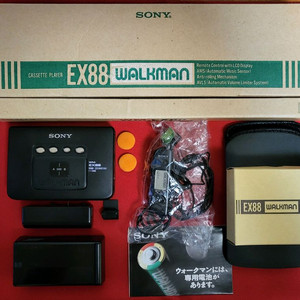 SONY
CASSETTE PLAYER
EX88 WALKMAN
Remote Control with LCD Display
AMS (Automatic Music Sensor)
Anti-rolling Mechanism
AVLS (Automatic Volume Limiter System)
SONY
SONY
ウォークマンには、
専用電池が
あります。
EX88 WALKMAN